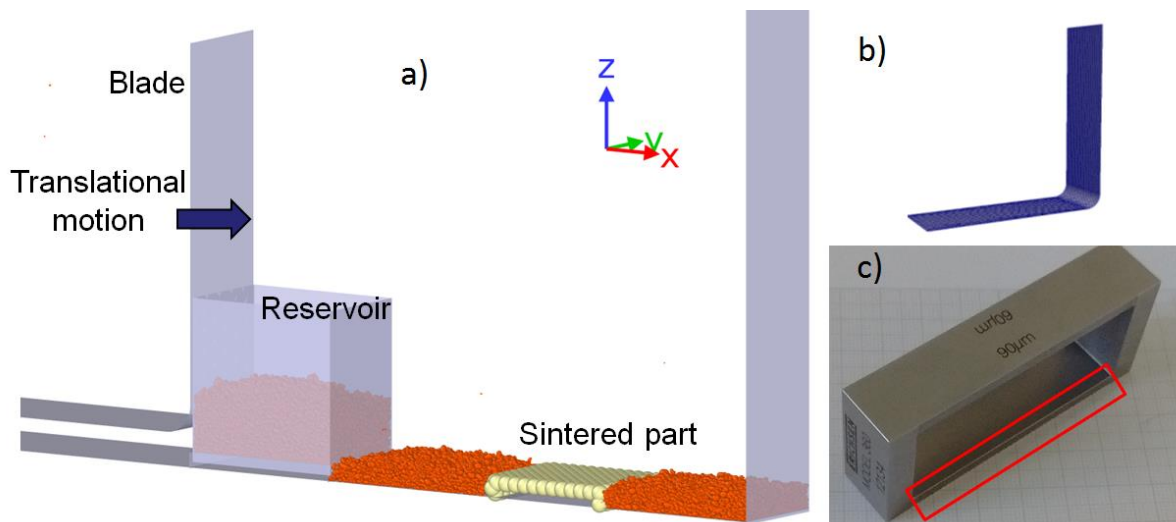 a)
Blade
Z
y
X
Translational
motion
Reservoir
Sintered part
b)
c)
60µm
90µm